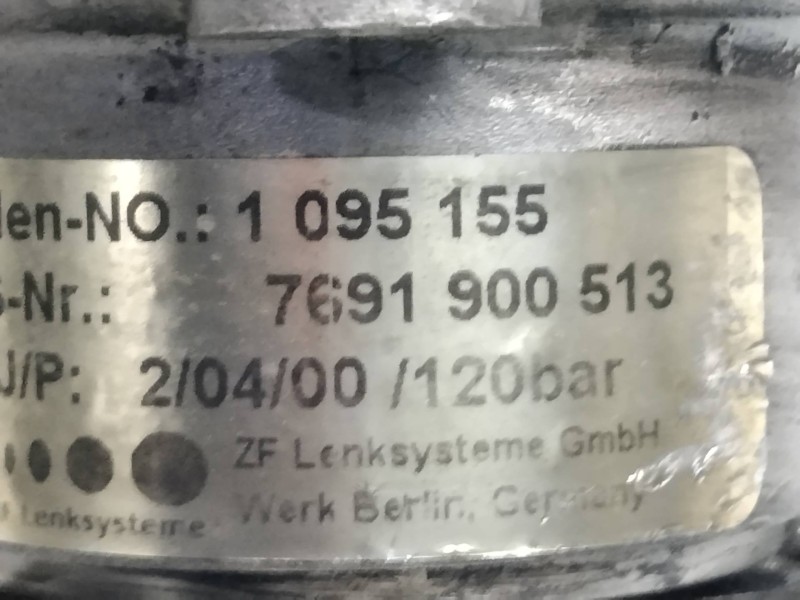 den-NO.: 1 095 155
S-Nr.: 7691 900 513
J/P: 2/04/00 /120bar
ZF Lenksysteme GmbH
Lenksysteme Werk Berlin, Germany